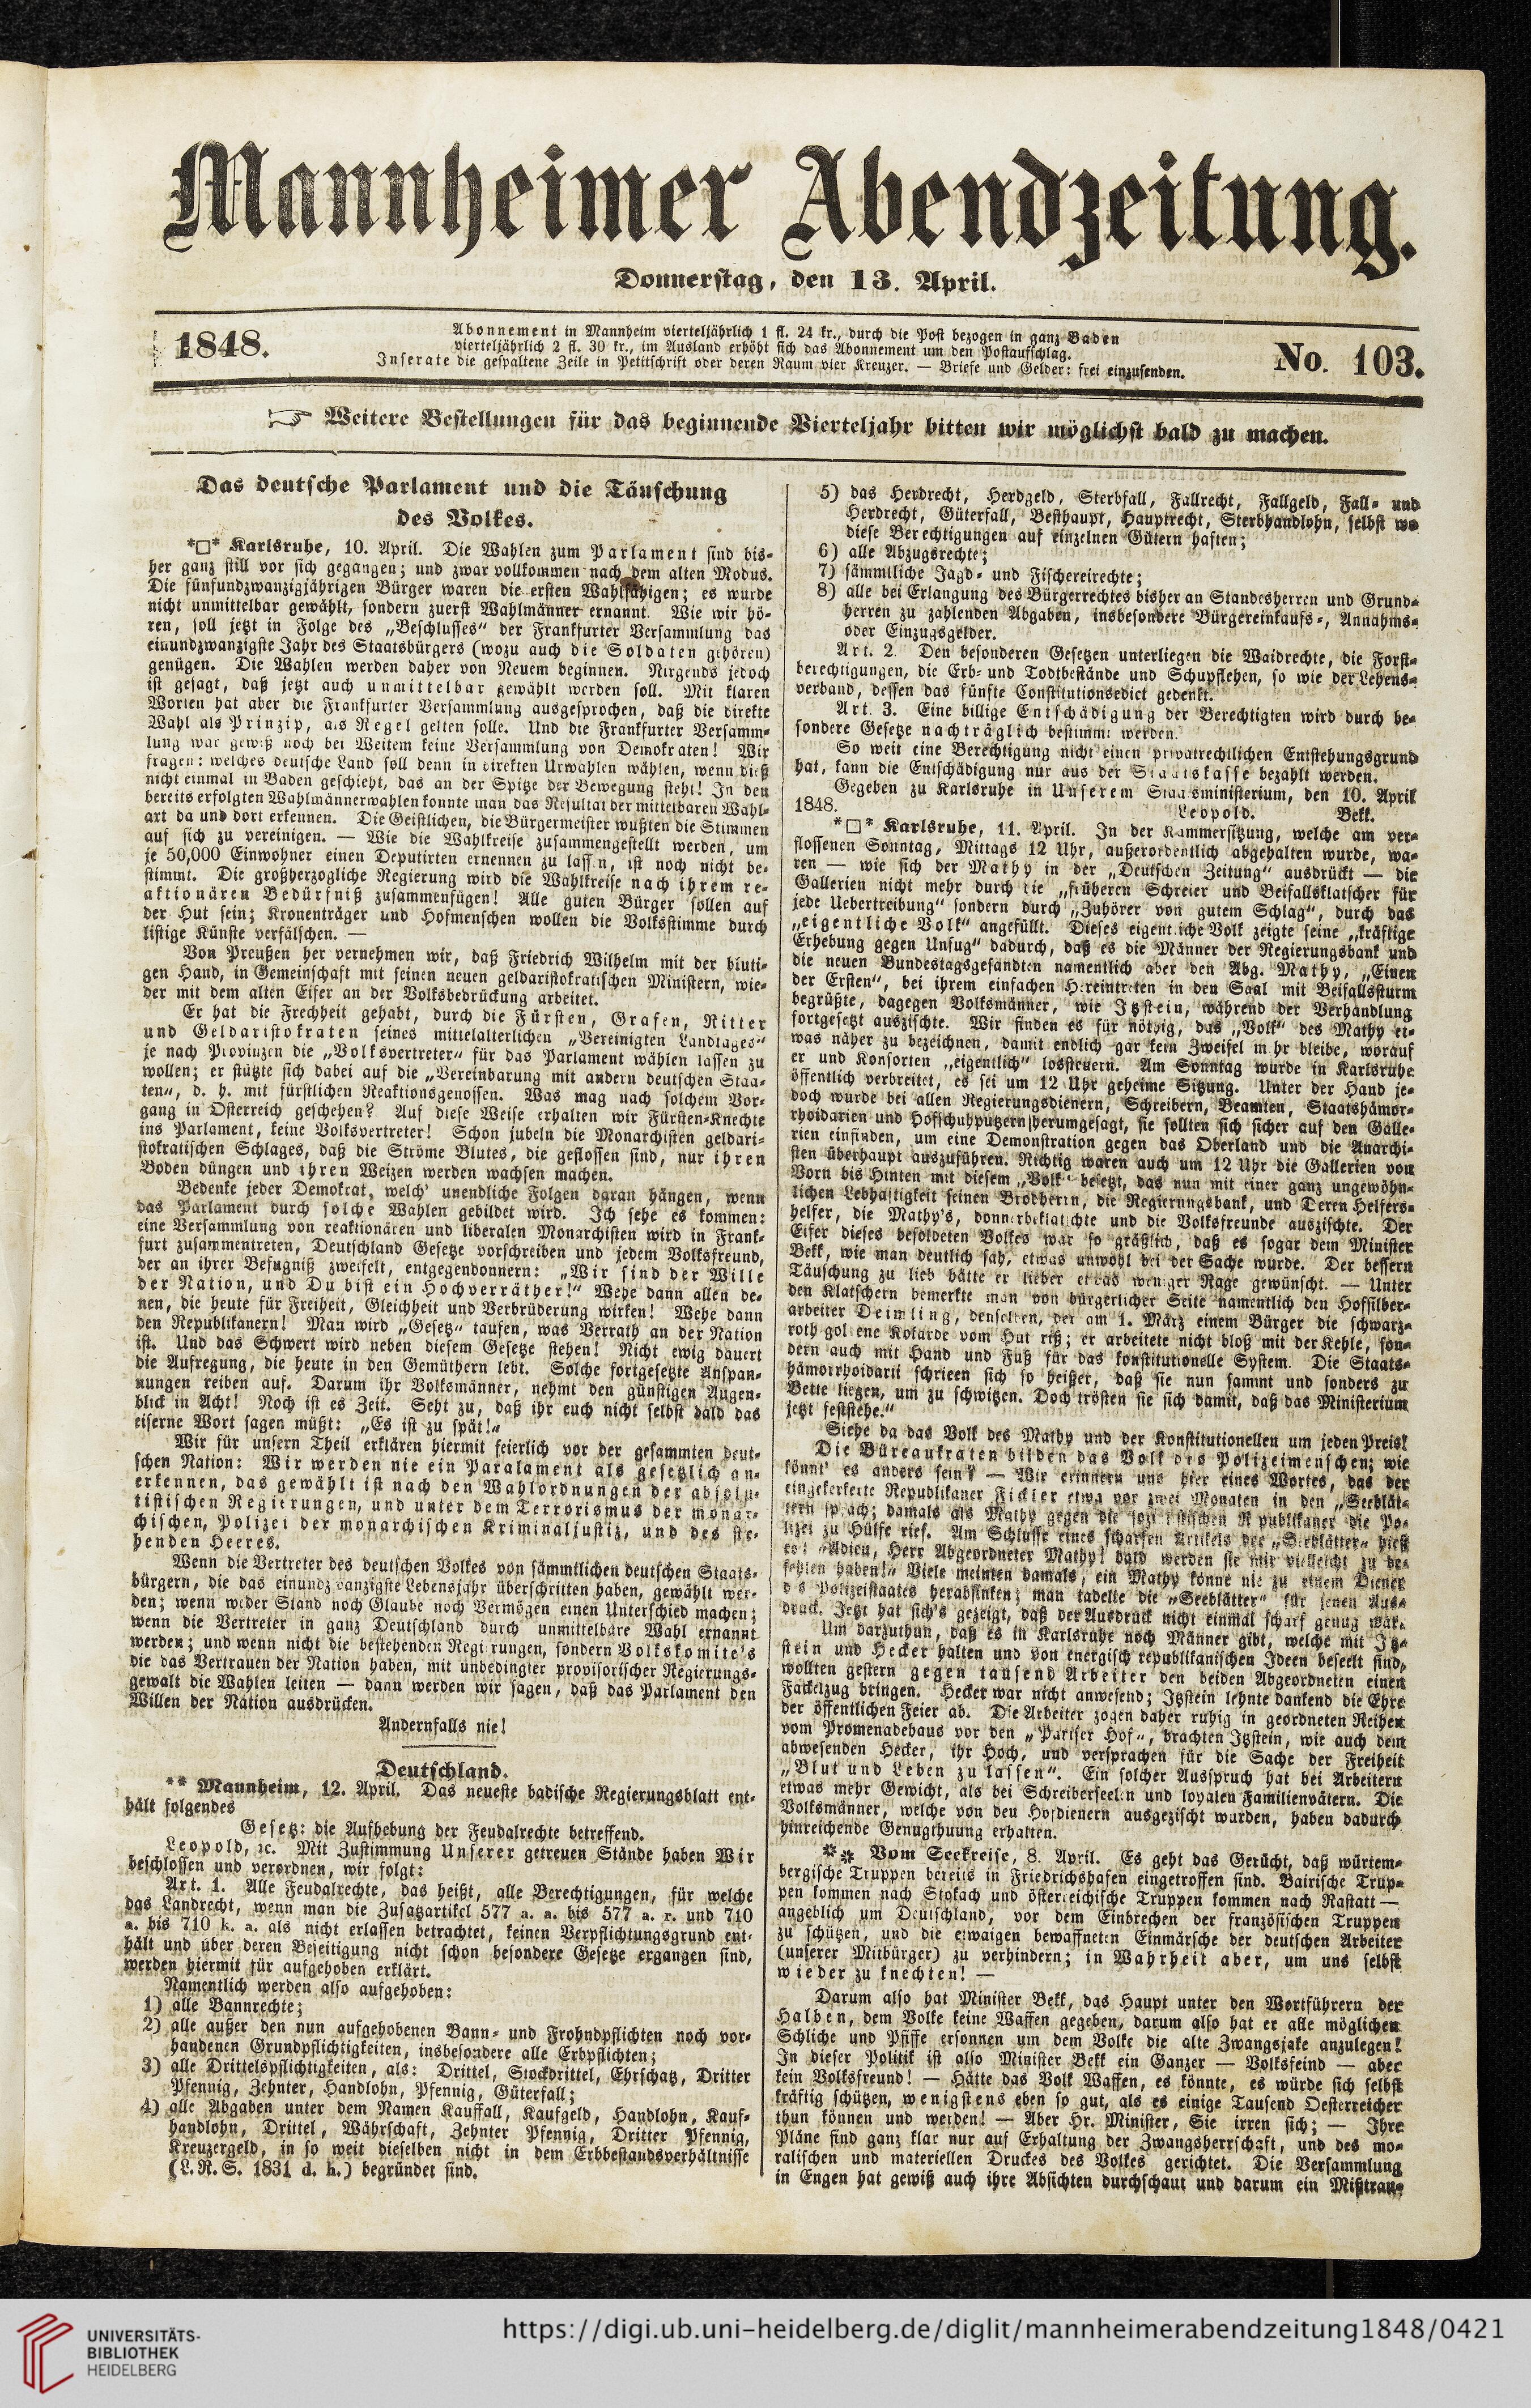 Mannheimer Abendzeitung.
Donnerstag, den 13. April.
1848.
Abonnement in Mannheim vierteljährlich 1 fl. 24 kr., durch die Post bezogen in ganz Baden
vierteljährlich 2 fl. 30 kr., im Ausland erhöht sich das Abonnement um den Postaufschlag.
Inserate die gespaltene Zeile in Petitschrift oder deren Raum vier Kreuzer. — Briefe und Gelder: frei einzusenden.
No. 103.
☞ Weitere Bestellungen für das beginnende Vierteljahr bitten wir möglichst bald zu machen.
Das deutsche Parlament und die Täuschung
des Volkes.
*□* Karlsruhe, 10. April. Die Wahlen zum Parlament sind bis-
her ganz still vor sich gegangen; und zwar vollkommen nach dem alten Modus.
Die fünfundzwanzigjährigen Bürger waren die ersten Wahlfähigen; es wurde
nicht unmittelbar gewählt, sondern zuerst Wahlmänner ernannt. Wie wir hö-
ren, soll jetzt in Folge des „Beschlusses“ der Frankfurter Versammlung das
einundzwanzigste Jahr des Staatsbürgers (wozu auch die Soldaten gehören)
genügen. Die Wahlen werden daher von Neuem beginnen. Nirgends jedoch
ist gesagt, daß jetzt auch unmittelbar gewählt werden soll. Mit klaren
Worten hat aber die Frankfurter Versammlung ausgesprochen, daß die direkte
Wahl als Prinzip, als Regel gelten solle. Und die Frankfurter Versamm-
lung war gewiß noch bei Weitem keine Versammlung von Demokraten! Wir
fragen: welches deutsche Land soll denn in direkten Urwahlen wählen, wenn dieß
nicht einmal in Baden geschieht, das an der Spitze der Bewegung steht! In den
bereits erfolgten Wahlmännerwahlen konnte man das Resultat der mittelbaren Wahl-
art da und dort erkennen. Die Geistlichen, die Bürgermeister wußten die Stimmen
auf sich zu vereinigen. — Wie die Wahlkreise zusammengestellt werden, um
je 50,000 Einwohner einen Deputirten ernennen zu lassen, ist noch nicht be-
stimmt. Die großherzogliche Regierung wird die Wahlkreise nach ihrem re-
aktionären Bedürfniß zusammenfügen! Alle guten Bürger sollen auf
der Hut sein; Kronenträger und Hofmenschen wollen die Volksstimme durch
listige Künste verfälschen. —
Von Preußen her vernehmen wir, daß Friedrich Wilhelm mit der bluti-
gen Hand, in Gemeinschaft mit seinen neuen geldaristokratischen Ministern, wie-
der mit dem alten Eifer an der Volksbedrückung arbeitet.
Er hat die Frechheit gehabt, durch die Fürsten, Grafen, Ritter
und Geldaristokraten seines mittelalterlichen „Vereinigten Landtages“
je nach Provinzen die „Volksvertreter“ für das Parlament wählen lassen zu
wollen; er stützte sich dabei auf die „Vereinbarung mit andern deutschen Staa-
ten“, d. h. mit fürstlichen Reaktionsgenossen. Was mag nach solchem Vor-
gang in Österreich geschehen? Auf diese Weise erhalten wir Fürsten-Knechte
ins Parlament, keine Volksvertreter! Schon jubeln die Monarchisten geldari-
stokratischen Schlages, daß die Ströme Blutes, die geflossen sind, nur ihren
Boden düngen und ihren Weizen werden wachsen machen.
Bedenke jeder Demokrat, welch' unendliche Folgen daran hängen, wenn
das Parlament durch solche Wahlen gebildet wird. Ich sehe es kommen:
eine Versammlung von reaktionären und liberalen Monarchisten wird in Frank-
furt zusammentreten, Deutschland Gesetze vorschreiben und jedem Volksfreund,
der an ihrer Befugniß zweifelt, entgegendonnern: „Wir sind der Wille
der Nation, und Du bist ein Hochverräther!“ Wehe dann allen de-
nen, die heute für Freiheit, Gleichheit und Verbrüderung wirken! Wehe dann
den Republikanern! Man wird „Gesetz“ taufen, was Verrath an der Nation
ist. Und das Schwert wird neben diesem Gesetze stehen! Nicht ewig dauert
die Aufregung, die heute in den Gemüthern lebt. Solche fortgesetzte Anspan-
nungen reiben auf. Darum ihr Volksmänner, nehmt den günstigen Augen-
blick in Acht! Noch ist es Zeit. Seht zu, daß ihr euch nicht selbst bald das
eiserne Wort sagen müßt: „Es ist zu spät!“
Wir für unsern Theil erklären hiermit feierlich vor der gesammten deut-
schen Nation: Wir werden nie ein Paralament als gesetzlich an-
erkennen, das gewählt ist nach den Wahlordnungen der absolu-
tistischen Regierungen, und unter dem Terrorismus der monar-
chischen, Polizei der monarchischen Kriminaljustiz, und des ste-
henden Heeres.
Wenn die Vertreter des deutschen Volkes von sämmtlichen deutschen Staats-
bürgern, die das einundzwanzigste Lebensjahr überschritten haben, gewählt wer-
den; wenn weder Stand noch Glaube noch Vermögen einen Unterschied machen;
wenn die Vertreter in ganz Deutschland durch unmittelbare Wahl ernannt
werden; und wenn nicht die bestehenden Regierungen, sondern Volkskomite's
die das Vertrauen der Nation haben, mit unbedingter provisorischer Regierungs-
gewalt die Wahlen leiten — dann werden wir sagen, daß das Parlament den
Willen der Nation ausdrücken.
Andernfalls nie!
Deutschland.
** Mannheim, 12. April. Das neueste badische Regierungsblatt ent-
hält folgendes
Gesetz: die Aufhebung der Feudalrechte betreffend.
Leopold, ꝛc. Mit Zustimmung Unserer getreuen Stände haben Wir
beschlossen und verordnen, wir folgt:
Art. 1. Alle Feudalrechte, das heißt, alle Berechtigungen, für welche
das Landrecht, wenn man die Zusatzartikel 577 a. a. bis 577 a. r. und 710
a. bis 710 k. a. als nicht erlassen betrachtet, keinen Verpflichtungsgrund ent-
hält und über deren Beseitigung nicht schon besondere Gesetze ergangen sind,
werden hiermit für aufgehoben erklärt.
Namentlich werden also aufgehoben:
1) alle Bannrechte;
2) alle außer den nun aufgehobenen Bann- und Frohndpflichten noch vor-
handenen Grundpflichtigkeiten, insbesondere alle Erbpflichten;
3) alle Drittelspflichtigkeiten, als: Drittel, Stockdrittel, Ehrschatz, Dritter
Pfennig, Zehnter, Handlohn, Pfennig, Güterfall;
4) alle Abgaben unter dem Namen Kauffall, Kaufgeld, Handlohn, Kauf-
handlohn, Drittel, Währschaft, Zehnter Pfennig, Dritter Pfennig,
Kreuzergeld, in so weit dieselben nicht in dem Erbbestandsverhältnisse
(L. R. S. 1831 d. h.) begründet sind.
5) das Herdrecht, Herdgeld, Sterbfall, Fallrecht, Fallgeld, Fall- und
Herdrecht, Güterfall, Besthaupt, Hauptrecht, Sterbhandlohn, selbst wo
diese Berechtigungen auf einzelnen Gütern haften;
6) alle Abzugsrechte;
7) sämmtliche Jagd- und Fischereirechte;
8) alle bei Erlangung des Bürgerrechtes bisher an Standesherren und Grund-
herren zu zahlenden Abgaben, insbesondere Bürgereinkaufs-, Annahms-
oder Einzugsgelder.
Art. 2. Den besonderen Gesetzen unterliegen die Waidrechte, die Forst-
berechtigungen, die Erb- und Todtbestände und Schupflehen, so wie der Lehens-
verband, dessen das fünfte Constitutionsedict gedenkt.
Art. 3. Eine billige Entschädigung der Berechtigten wird durch be-
sondere Gesetze nachträglich bestimmt werden.
So weit eine Berechtigung nicht einen privatrechtlichen Entstehungsgrund
hat, kann die Entschädigung nur aus der Staatskasse bezahlt werden.
Gegeben zu Karlsruhe in Unserem Staatsministerium, den 10. April
1848. Leopold. Bekk.
*□* Karlsruhe, 11. April. In der Kammersitzung, welche am ver-
flossenen Sonntag, Mittags 12 Uhr, außerordentlich abgehalten wurde, wa-
ren — wie sich der Mathy in der „Deutschen Zeitung“ ausdrückt — die
Gallerien nicht mehr durch die „früheren Schreier und Beifallsklatscher für
jede Uebertreibung“ sondern durch „Zuhörer von gutem Schlag“, durch das
„eigentliche Volk“ angefüllt. Dieses eigentliche Volk zeigte seine „kräftige
Erhebung gegen Unfug“ dadurch, daß es die Männer der Regierungsbank und
die neuen Bundestagsgesandten namentlich aber den Abg. Mathy, „Einen
der Ersten“, bei ihrem einfachen Hereintreten in den Saal mit Beifallssturm
begrüßte, dagegen Volksmänner, wie Itzstein, während der Verhandlung
fortgesetzt auszischte. Wir finden es für nöthig, das „Volk“ des Mathy et-
was näher zu bezeichnen, damit endlich gar kein Zweifel mehr bleibe, worauf
er und Konsorten „eigentlich“ lossteuern. Am Sonntag wurde in Karlsruhe
öffentlich verbreitet, es sei um 12 Uhr geheime Sitzung. Unter der Hand je-
doch wurde bei allen Regierungsdienern, Schreibern, Beamten, Staatshämor-
rhoidarien und Hofschuhputzern herumgesagt, sie sollten sich sicher auf den Galle-
rien einfinden, um eine Demonstration gegen das Oberland und die Anarchi-
sten überhaupt auszuführen. Richtig waren auch um 12 Uhr die Gallerien von
Vorn bis Hinten mit diesem „Volk“ besetzt, das nun mit einer ganz ungewöhn-
lichen Lebhaftigkeit seinen Brodherrn, die Regierungsbank, und deren Helfers-
helfer, die Mathy's, donnerbeklatschte und die Volksfreunde auszischte. Der
Eifer dieses besoldeten Volkes war so gräßlich, daß es sogar dem Minister
Bekk, wie man deutlich sah, etwas unwohl bei der Sache wurde. Der bessern
Täuschung zu lieb hätte er lieber etwas weniger Rage gewünscht. — Unter
den Klatschern bemerkte man von bürgerlicher Seite namentlich den Hofsilber-
arbeiter Deimling, denselben, der am 1. März einem Bürger die schwarz-
roth goldene Kokarde vom Hut riß; er arbeitete nicht bloß mit der Kehle, son-
dern auch mit Hand und Fuß für das konstitutionelle System. Die Staats-
hämorrhoidarii schrieen sich so heißer, daß sie nun sammt und sonders zu
Bette liegen, um zu schwitzen. Doch trösten sie sich damit, daß das Ministerium
jetzt feststehe.“
Siehe da das Volk des Mathy und der Konstitutionellen um jeden Preis!
Die Büreaukraten bilden das Volk des Polizeimenschen; wie
könnt' es anders sein? — Wir erinnern uns hier eines Wortes, das der
eingekerkerte Republikaner Fickler etwa vor zwei Monaten in den „Seeblät-
tern“ sprach; damals als Mathy gegen die sozialistischen Republikaner die Po-
lizei zu Hülfe rief. Am Schlusse eines scharfen Artikels der „Seeblätter“ hieß
es: „Adieu, Herr Abgeordneter Mathy! bald werden sie mir vielleicht zu be-
fehlen haben!“ Viele meinten damals, ein Mathy könne nie zu einem Diener
des Polizeistaates herabsinken; man tadelte die „Seeblätter“ für jenen Aus-
druck. Jetzt hat sich's gezeigt, daß der Ausdruck nicht einmal scharf genug war.
Um darzuthun, daß es in Karlsruhe noch Männer gibt, welche mit Itz-
stein und Hecker halten und von energisch republikanischen Ideen beseelt sind,
wollten gestern gegen tausend Arbeiter den beiden Abgeordneten einen
Fackelzug bringen. Hecker war nicht anwesend; Itzstein lehnte dankend die Ehre
der öffentlichen Feier ab. Die Arbeiter zogen daher ruhig in geordneten Reihen
vom Promenadehaus vor den „Pariser Hof“, brachten Itzstein, wie auch dem
abwesenden Hecker, ihr Hoch, und versprachen für die Sache der Freiheit
„Blut und Leben zu lassen“. Ein solcher Ausspruch hat bei Arbeitern
etwas mehr Gewicht, als bei Schreiberseelen und loyalen Familienvätern. Die
Volksmänner, welche von den Hofdienern ausgezischt wurden, haben dadurch
hinreichende Genugthuung erhalten.
** Vom Seekreise, 8. April. Es geht das Gerücht, daß würtem-
bergische Truppen bereits in Friedrichshafen eingetroffen sind. Bairische Trup-
pen kommen nach Stokach und österreichische Truppen kommen nach Rastatt —
angeblich um Deutschland, vor dem Einbrechen der französischen Truppen
zu schützen, und die etwaigen bewaffneten Einmärsche der deutschen Arbeiter
(unserer Mitbürger) zu verhindern; in Wahrheit aber, um uns selbst
wieder zu knechten! —
Darum also hat Minister Bekk, das Haupt unter den Wortführern der
Halben, dem Volke keine Waffen gegeben, darum also hat er alle möglichen
Schliche und Pfiffe ersonnen um dem Volke die alte Zwangsjake anzulegen!
In dieser Politik ist also Minister Bekk ein Ganzer — Volksfeind — aber
kein Volksfreund! — Hätte das Volk Waffen, es könnte, es würde sich selbst
kräftig schützen, wenigstens eben so gut, als es einige Tausend Oesterreicher
thun können und werden! — Aber Hr. Minister, Sie irren sich; — Ihre
Pläne sind ganz klar nur auf Erhaltung der Zwangsherrschaft, und des mo-
ralischen und materiellen Druckes des Volkes gerichtet. Die Versammlung
in Engen hat gewiß auch ihre Absichten durchschaut und darum ein Mißtrau-
UNIVERSITÄTS-
BIBLIOTHEK
HEIDELBERG
https://digi.ub.uni-heidelberg.de/diglit/mannheimerabendzeitung1848/0421